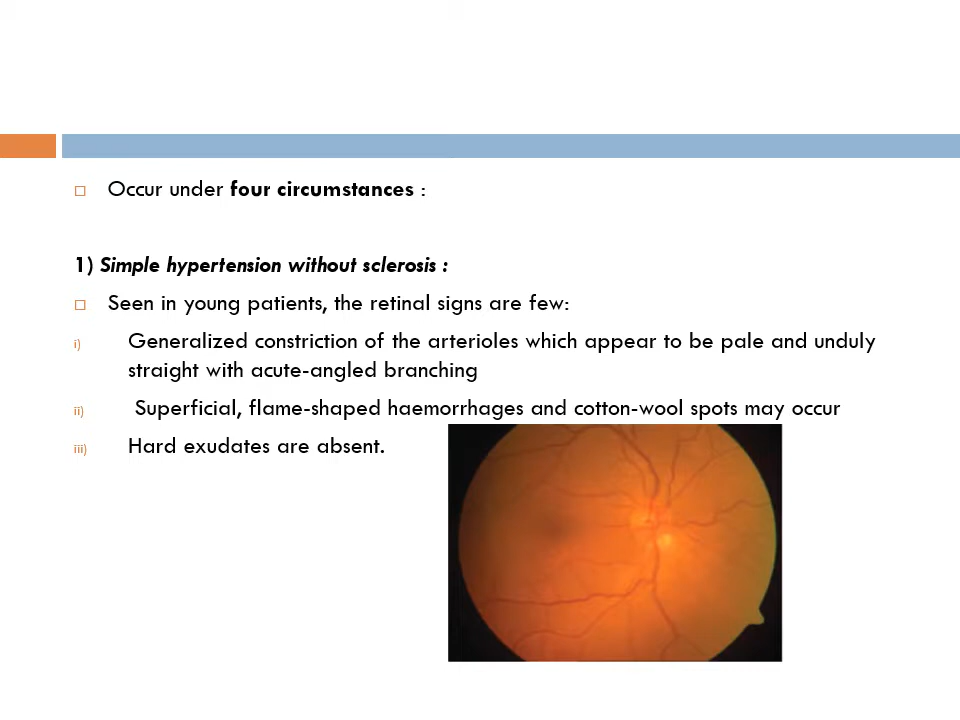 Occur under four circumstances :
1) Simple hypertension without sclerosis :
Seen in young patients, the retinal signs are few:
i) Generalized constriction of the arterioles which appear to be pale and unduly
straight with acute-angled branching
ii) Superficial, flame-shaped haemorrhages and cotton-wool spots may occur
iii) Hard exudates are absent.